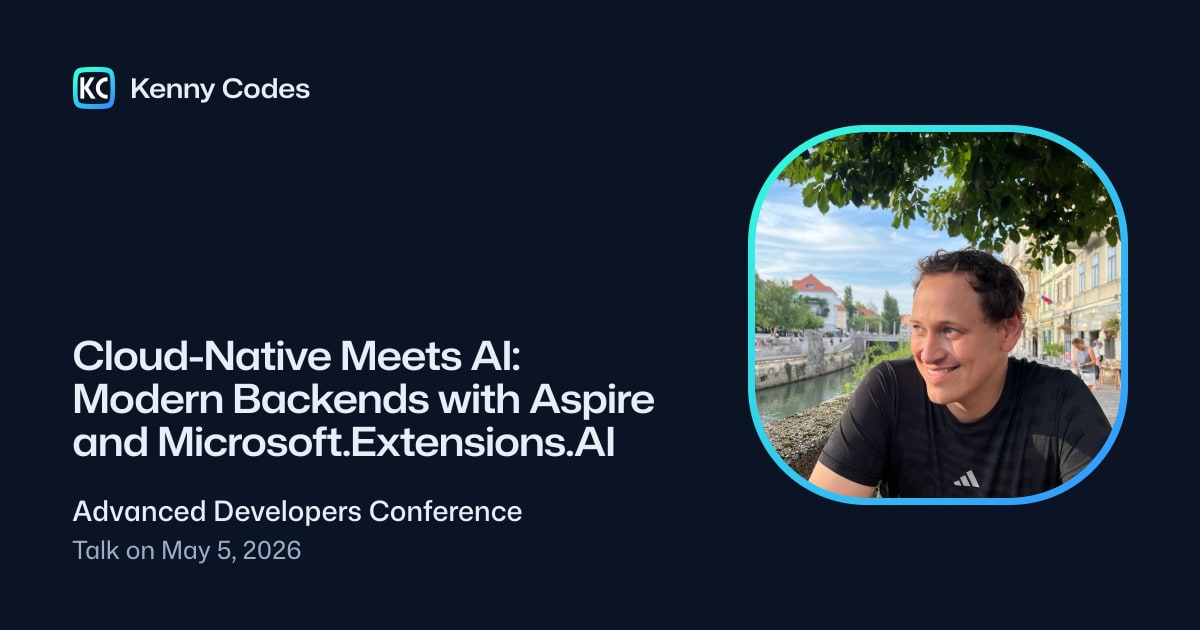 KC Kenny Codes
Cloud-Native Meets AI:
Modern Backends with Aspire
and Microsoft.Extensions.AI
Advanced Developers Conference
Talk on May 5, 2026